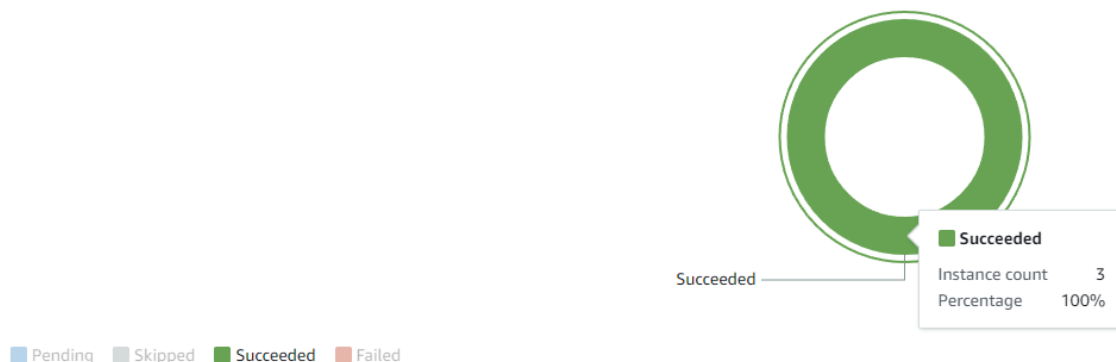 Succeeded
Instance count 3
Percentage 100%
Succeeded
Pending Skipped Succeeded Failed